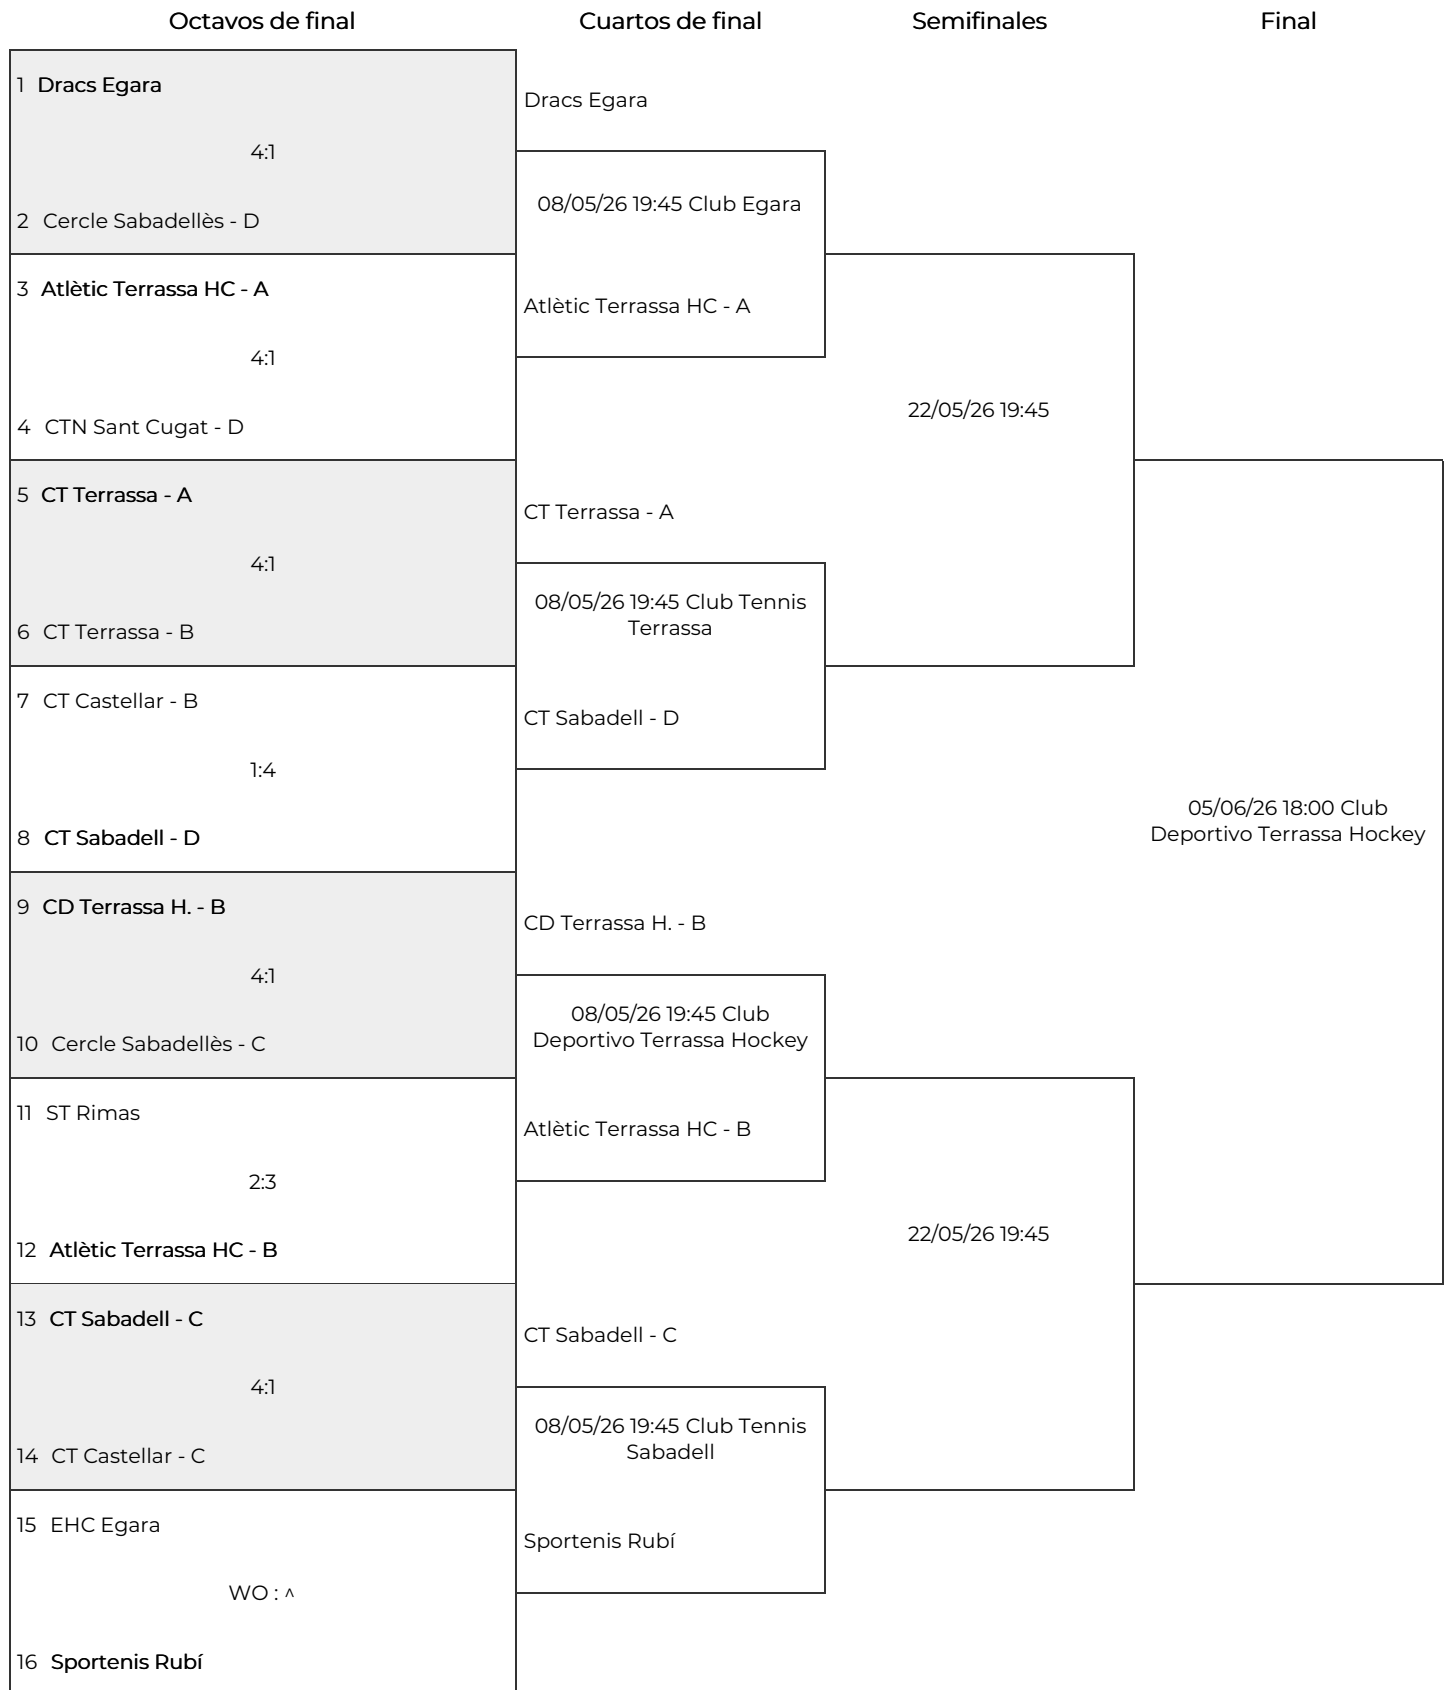 Octavos de final
Cuartos de final
Semifinales
Final
1 Dracs Egara
4:1
2 Cercle Sabadellès - D
3 Atlètic Terrassa HC - A
4:1
4 CTN Sant Cugat - D
5 CT Terrassa - A
4:1
6 CT Terrassa - B
7 CT Castellar - B
1:4
8 CT Sabadell - D
9 CD Terrassa H. - B
4:1
10 Cercle Sabadellès - C
11 ST Rimas
2:3
12 Atlètic Terrassa HC - B
13 CT Sabadell - C
4:1
14 CT Castellar - C
15 EHC Egara
WO : ^
16 Sportenis Rubí
Dracs Egara
08/05/26 19:45 Club Egara
Atlètic Terrassa HC - A
CT Terrassa - A
08/05/26 19:45 Club Tennis
Terrassa
CT Sabadell - D
CD Terrassa H. - B
08/05/26 19:45 Club
Deportivo Terrassa Hockey
Atlètic Terrassa HC - B
CT Sabadell - C
08/05/26 19:45 Club Tennis
Sabadell
Sportenis Rubí
22/05/26 19:45
22/05/26 19:45
05/06/26 18:00 Club
Deportivo Terrassa Hockey